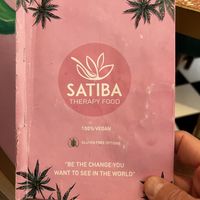 SATIBA
THERAPY FOOD
100% VEGAN
GLUTEN FREE OPTIONS
"BE THE CHANGE YOU
WANT TO SEE IN THE WORLD"